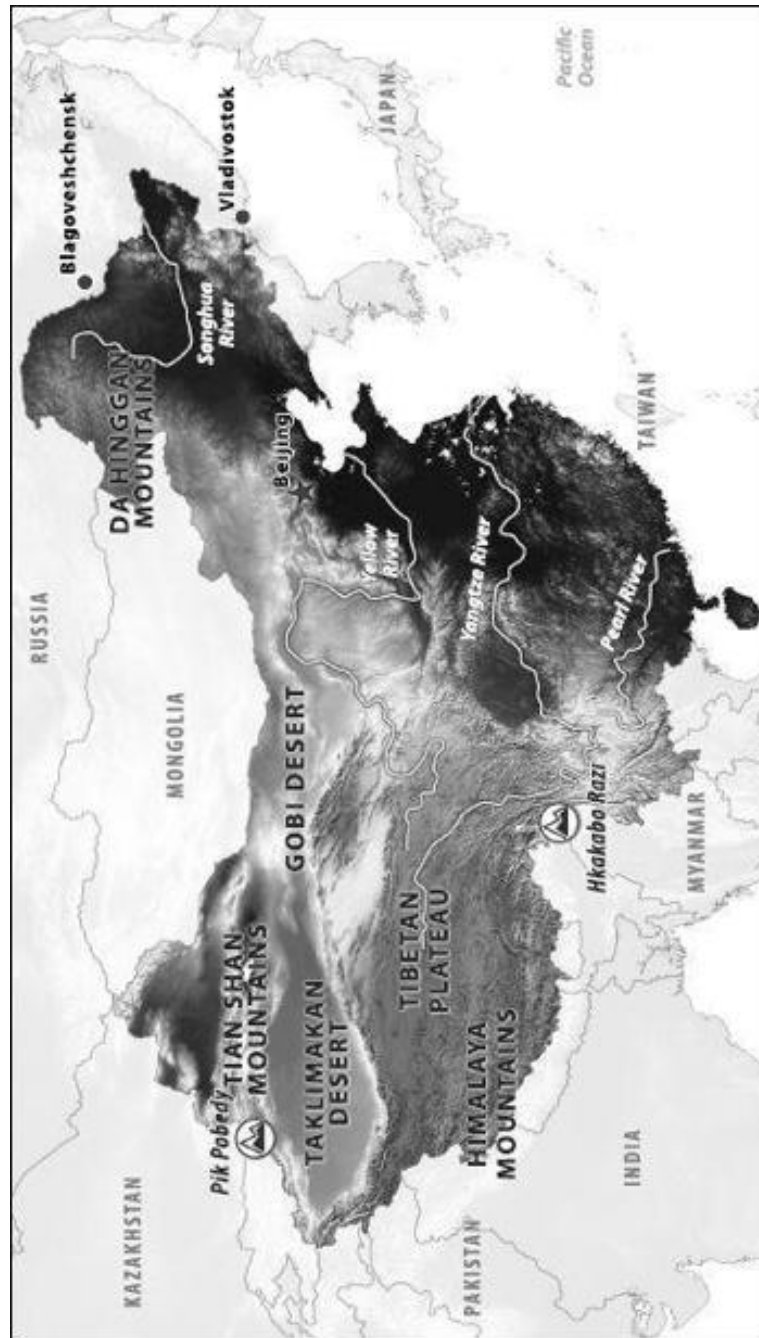 RUSSIA
Blagoveshchensk
DA HINGGAN
MOUNTAINS
Songhua
River
Vladivostok
KAZAKHSTAN
MONGOLIA
Pik Pobedy
TIAN SHAN
MOUNTAINS
GOBI DESERT
Beijing
JAPAN
TAKLIMAKAN
DESERT
Yellow
River
TIBETAN
PLATEAU
Yangtze River
PAKISTAN
HIMALAYA
MOUNTAINS
Hkakabo Razi
Pearl River
TAIWAN
Pacific
Ocean
INDIA
MYANMAR